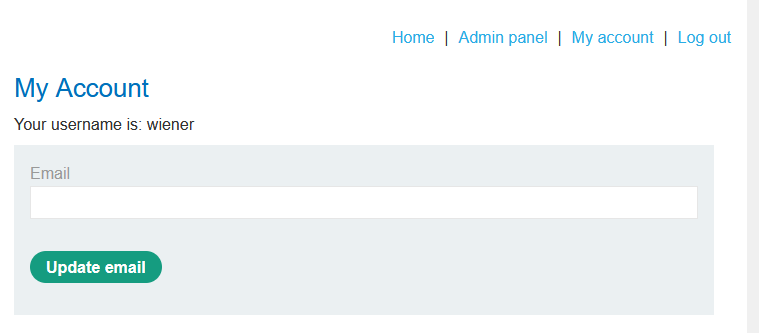 Home | Admin panel | My account | Log out
My Account
Your username is: wiener
Email
Update email